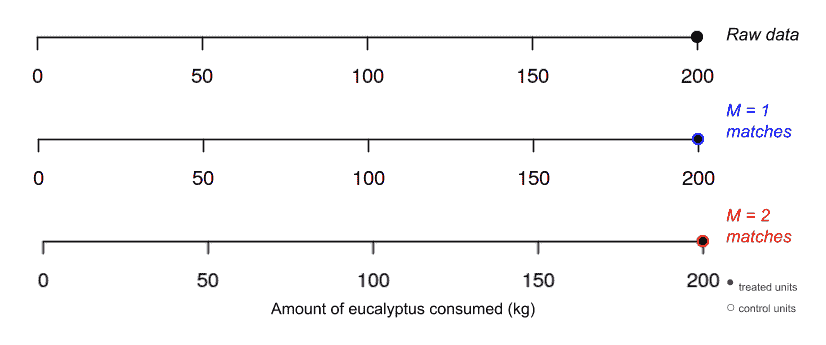 Raw data
0 50 100 150 200
M = 1
matches
0 50 100 150 200
M = 2
matches
0 50 100 150 200
treated units
Amount of eucalyptus consumed (kg)
control units